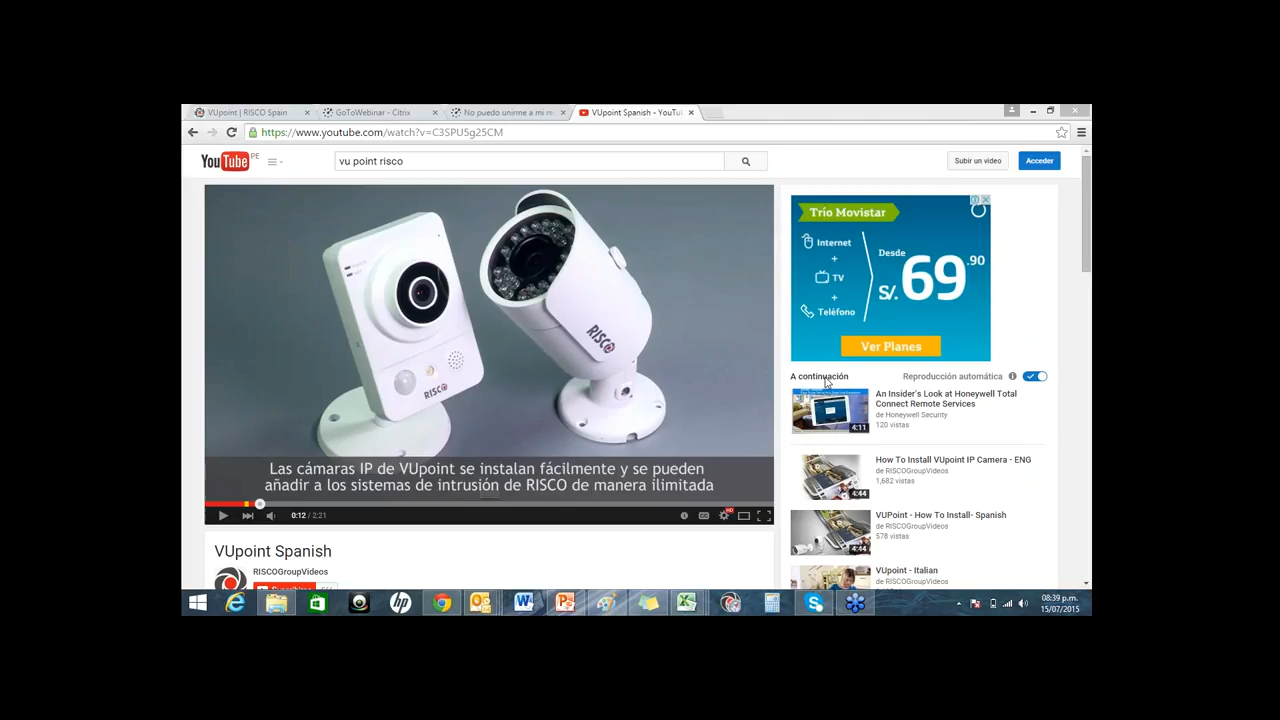 VUpoint | RISCO Spain
GoToWebinar - Citrix
No puedo unirme a mi re
VUpoint Spanish - YouTu
https://www.youtube.com/watch?v=C3SPU5g25CM
YouTube PE
vu point risco
Subir un video
Acceder
RISCO
RISCO
Las cámaras IP de VUpoint se instalan fácilmente y se pueden
añadir a los sistemas de intrusión de RISCO de manera ilimitada
0:12 / 2:21
HD
VUpoint Spanish
RISCOGroupVideos
Trío Movistar
Internet
+
TV
+
Teléfono
Desde
S/. 69.90
Ver Planes
A continuación
Reproducción automática
An Insider's Look at Honeywell Total
Connect Remote Services
de Honeywell Security
120 vistas
4:11
How To Install VUpoint IP Camera - ENG
de RISCOGroupVideos
1,682 vistas
4:44
VUPoint - How To Install- Spanish
de RISCOGroupVideos
578 vistas
4:44
VUpoint - Italian
de RISCOGroupVideos
08:39 p.m.
15/07/2015